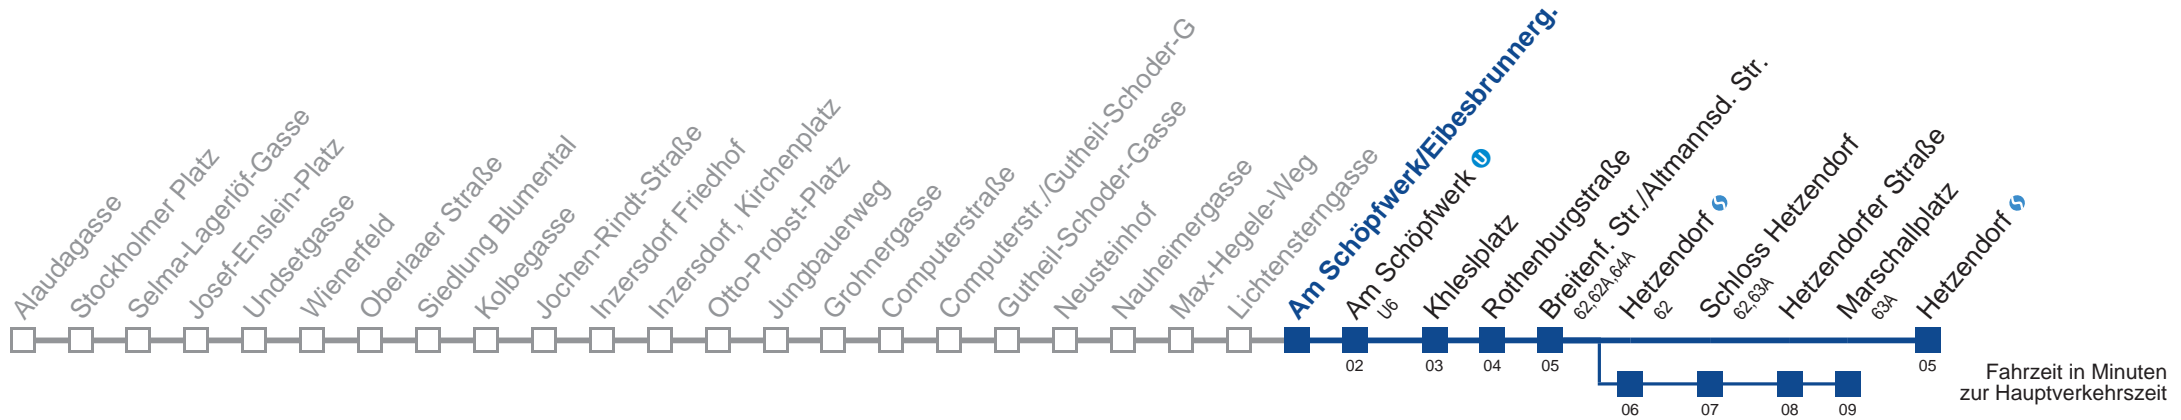 Alaudagasse
Stockholmer Platz
Selma-Lagerlöf-Gasse
Josef-Enslein-Platz
Undsetgasse
Wienerfeld
Oberlaaer Straße
Siedlung Blumental
Kolbegasse
Jochen-Rindt-Straße
Inzersdorf Friedhof
Inzersdorf, Kirchenplatz
Otto-Probst-Platz
Jungbauerweg
Grohnergasse
Computerstraße
Computerstr./Gutheil-Schoder-G
Gutheil-Schoder-Gasse
Neusteinhof
Nauheimergasse
Max-Hegele-Weg
Lichtensterngasse
Am Schöpfwerk/Eibesbrunnerg.
Am Schöpfwerk U
U6
Khleslplatz
Rothenburgstraße
Breitenf. Str./Altmannsd. Str.
62,62A,64A
Hetzendorf S
62
Schloss Hetzendorf
62,63A
Hetzendorfer Straße
Marschallplatz
63A
Hetzendorf S
02 03 04 05 05
06 07 08 09
Fahrzeit in Minuten
zur Hauptverkehrszeit